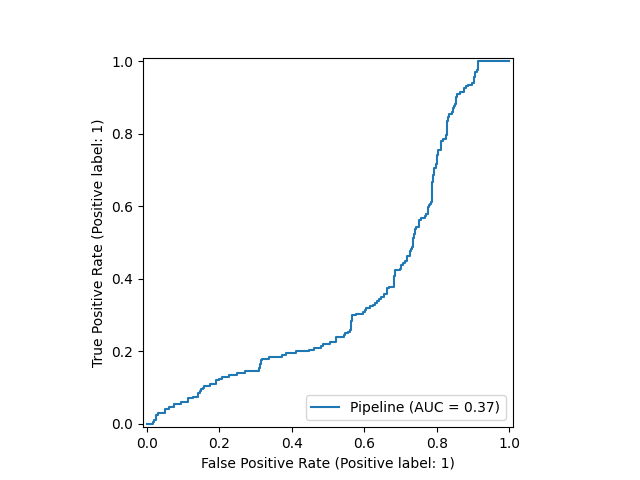 1.0
0.8
0.6
0.4
0.2
0.0
True Positive Rate (Positive label: 1)
Pipeline (AUC = 0.37)
0.0 0.2 0.4 0.6 0.8 1.0
False Positive Rate (Positive label: 1)